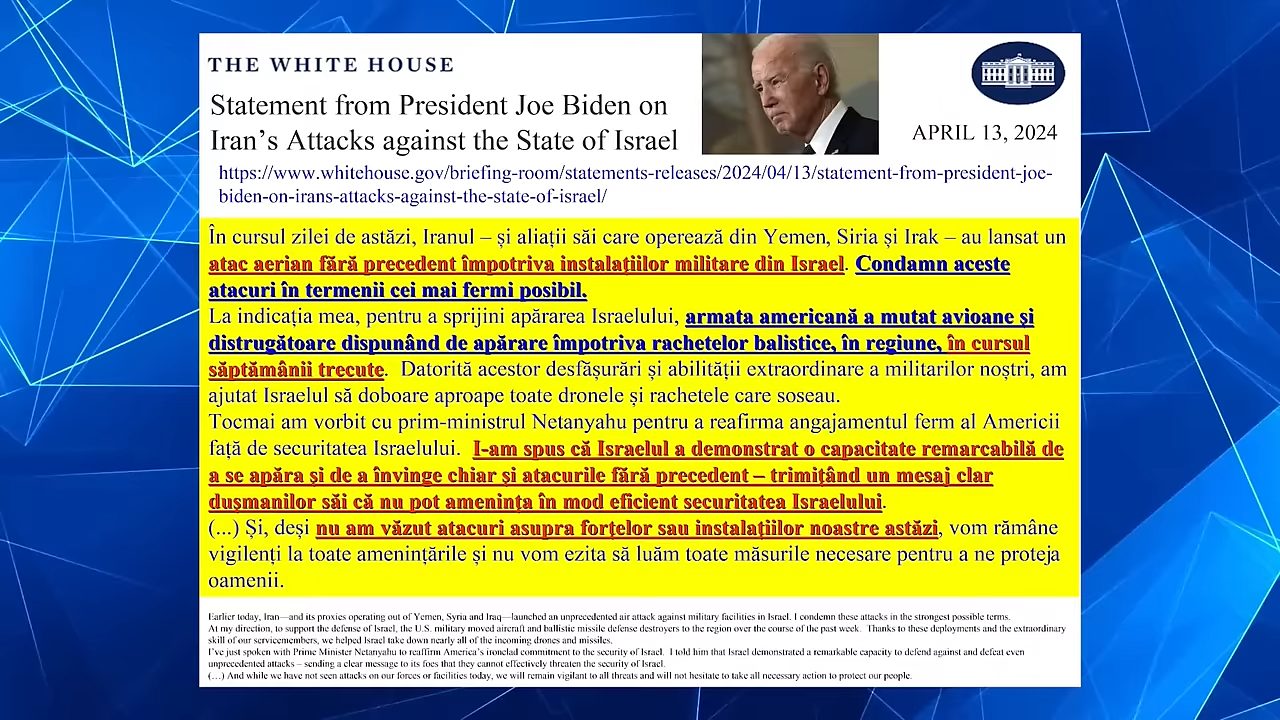 THE WHITE HOUSE
Statement from President Joe Biden on
Iran's Attacks against the State of Israel
APRIL 13, 2024
https://www.whitehouse.gov/briefing-room/statements-releases/2024/04/13/statement-from-president-joe-
biden-on-irans-attacks-against-the-state-of-israel/
În cursul zilei de astăzi, Iranul – și aliații săi care operează din Yemen, Siria și Irak – au lansat un
atac aerian fără precedent împotriva instalațiilor militare din Israel. Condamn aceste
atacuri în termenii cei mai fermi posibil.
La indicația mea, pentru a sprijini apărarea Israelului, armata americană a mutat avioane și
distrugătoare dispunând de apărare împotriva rachetelor balistice, în regiune, în cursul
săptămânii trecute. Datorită acestor desfășurări și abilității extraordinare a militarilor noștri, am
ajutat Israelul să doboare aproape toate dronele și rachetele care soseau.
Tocmai am vorbit cu prim-ministrul Netanyahu pentru a reafirma angajamentul ferm al Americii
față de securitatea Israelului. I-am spus că Israelul a demonstrat o capacitate remarcabilă de
a se apăra și de a învinge chiar și atacurile fără precedent – trimițând un mesaj clar
dușmanilor săi că nu pot amenința în mod eficient securitatea Israelului.
(...) Și, deși nu am văzut atacuri asupra forțelor sau instalațiilor noastre astăzi, vom rămâne
vigilenți la toate amenințările și nu vom ezita să luăm toate măsurile necesare pentru a ne proteja
oamenii.
Earlier today, Iran—and its proxies operating out of Yemen, Syria and Iraq—launched an unprecedented air attack against military facilities in Israel. I condemn these attacks in the strongest possible terms.
At my direction, to support the defense of Israel, the U.S. military moved aircraft and ballistic missile defense destroyers to the region over the course of the past week. Thanks to these deployments and the extraordinary
skill of our servicemembers, we helped Israel take down nearly all of the incoming drones and missiles.
I've just spoken with Prime Minister Netanyahu to reaffirm America's ironclad commitment to the security of Israel. I told him that Israel demonstrated a remarkable capacity to defend against and defeat even
unprecedented attacks – sending a clear message to its foes that they cannot effectively threaten the security of Israel.
(…) And while we have not seen attacks on our forces or facilities today, we will remain vigilant to all threats and will not hesitate to take all necessary action to protect our people.